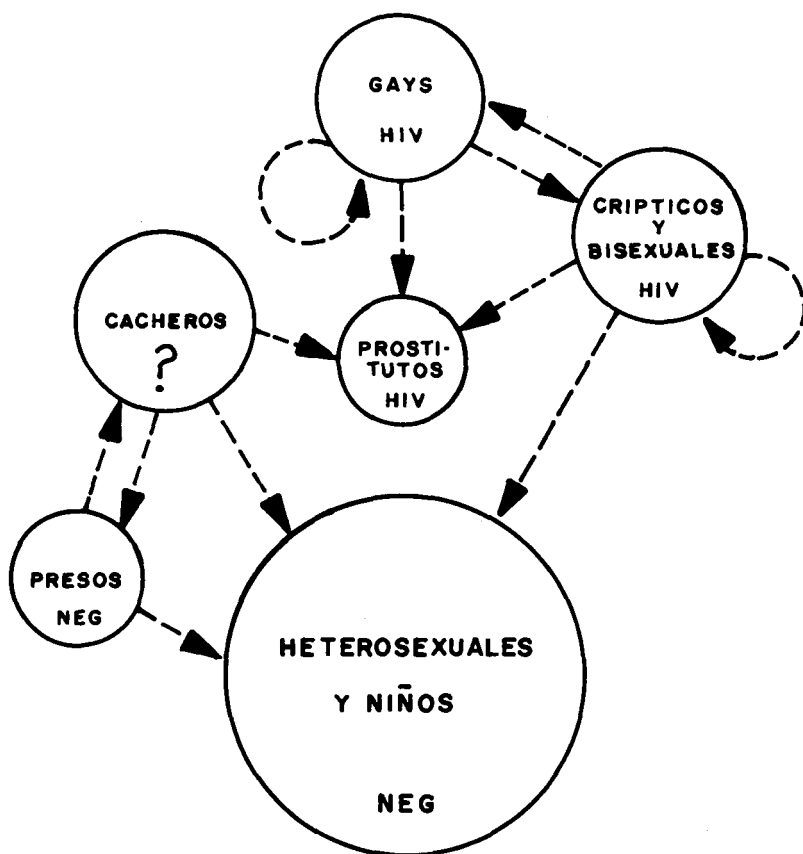 GAYS
HIV
CRIPTICOS
Y
BISEXUALES
HIV
CACHEROS
?
PROSTI-
TUTOS
HIV
PRESOS
NEG
HETEROSEXUALES
Y NIÑOS
NEG